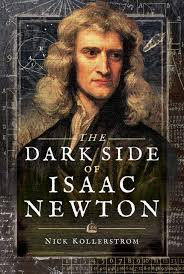 THE
DARK SIDE
OF
ISAAC
NEWTON
NICK KOLLERSTROM